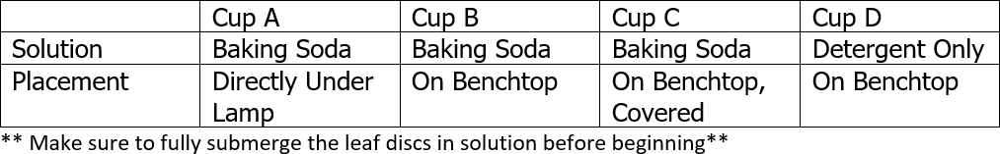 Cup A Cup B Cup C Cup D
Solution Baking Soda Baking Soda Baking Soda Detergent Only
Placement Directly Under Lamp On Benchtop On Benchtop, Covered On Benchtop
** Make sure to fully submerge the leaf discs in solution before beginning**